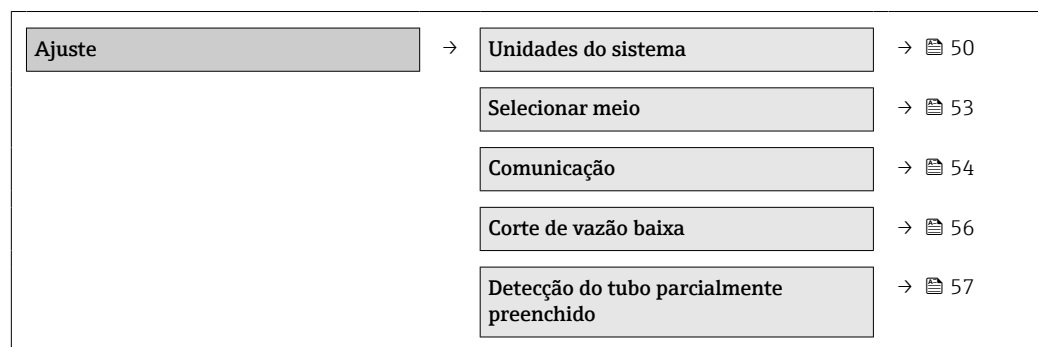 Ajuste → Unidades do sistema → 50
Selecionar meio → 53
Comunicação → 54
Corte de vazão baixa → 56
Detecção do tubo parcialmente → 57
preenchido